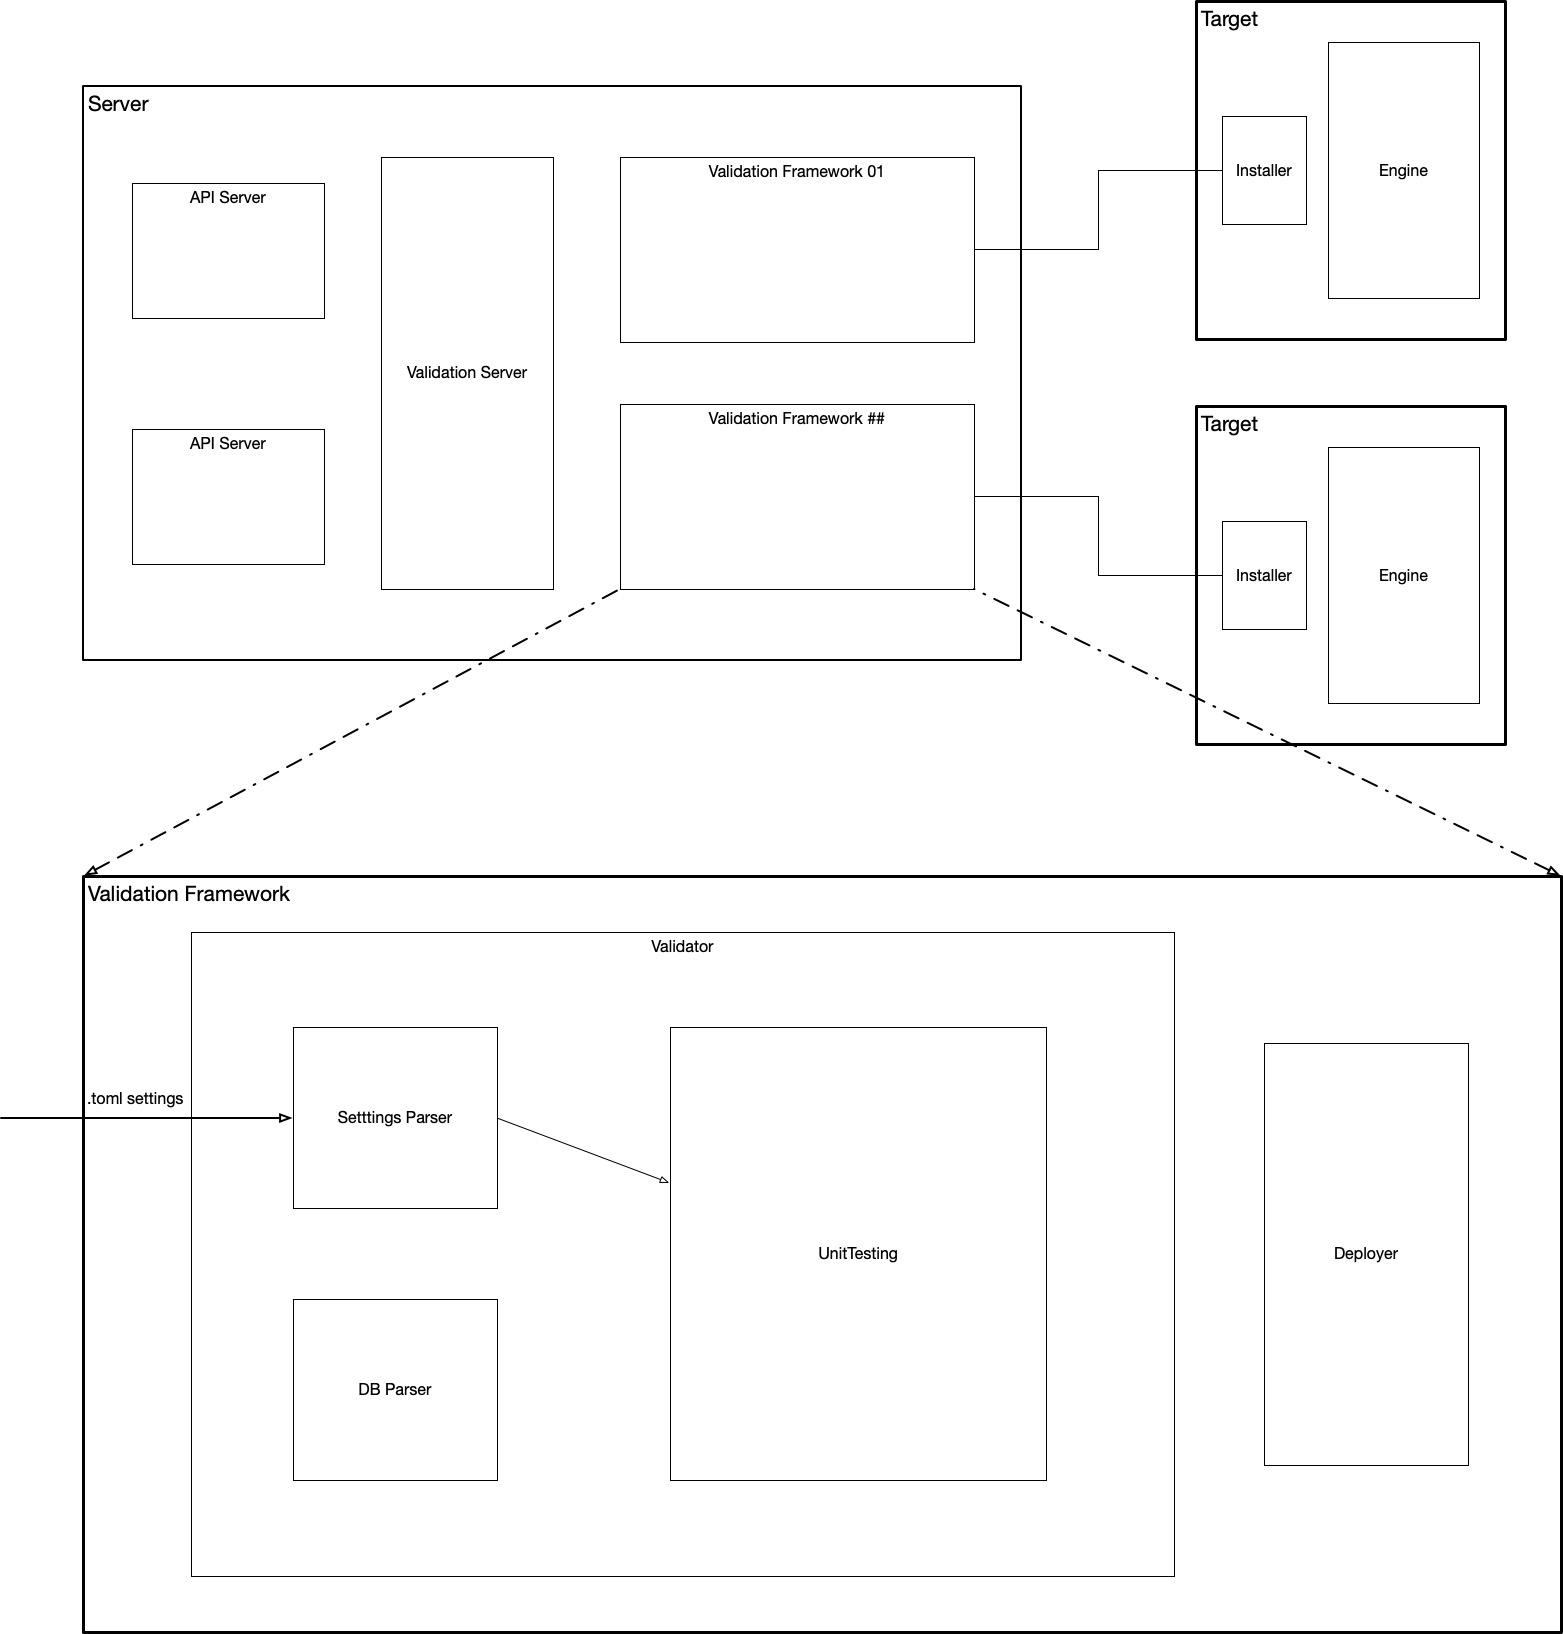 Target
Installer
Engine
Server
API Server
Validation Server
Validation Framework 01
API Server
Validation Framework ##
Target
Installer
Engine
Validation Framework
Validator
.toml settings
Setttings Parser
UnitTesting
Deployer
DB Parser